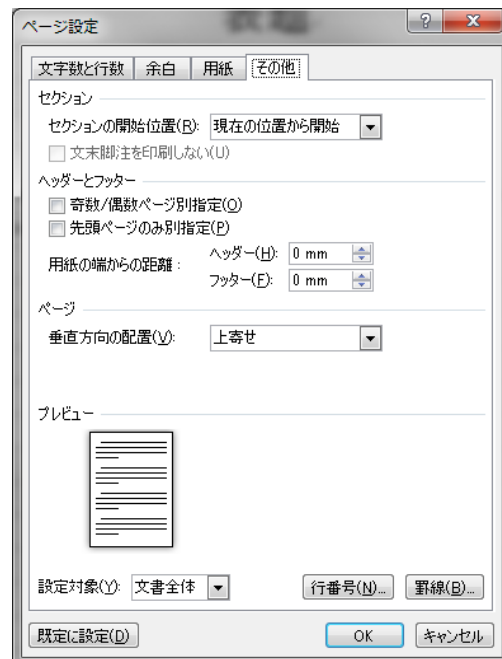 ページ設定
文字数と行数 余白 用紙 その他
セクション
セクションの開始位置(R): 現在の位置から開始
文末脚注を印刷しない(U)
ヘッダーとフッター
奇数/偶数ページ別指定(O)
先頭ページのみ別指定(P)
用紙の端からの距離: ヘッダー(H): 0 mm
フッター(F): 0 mm
ページ
垂直方向の配置(V): 上寄せ
プレビュー
設定対象(Y): 文書全体 行番号(N)... 罫線(B)...
既定に設定(D) OK キャンセル